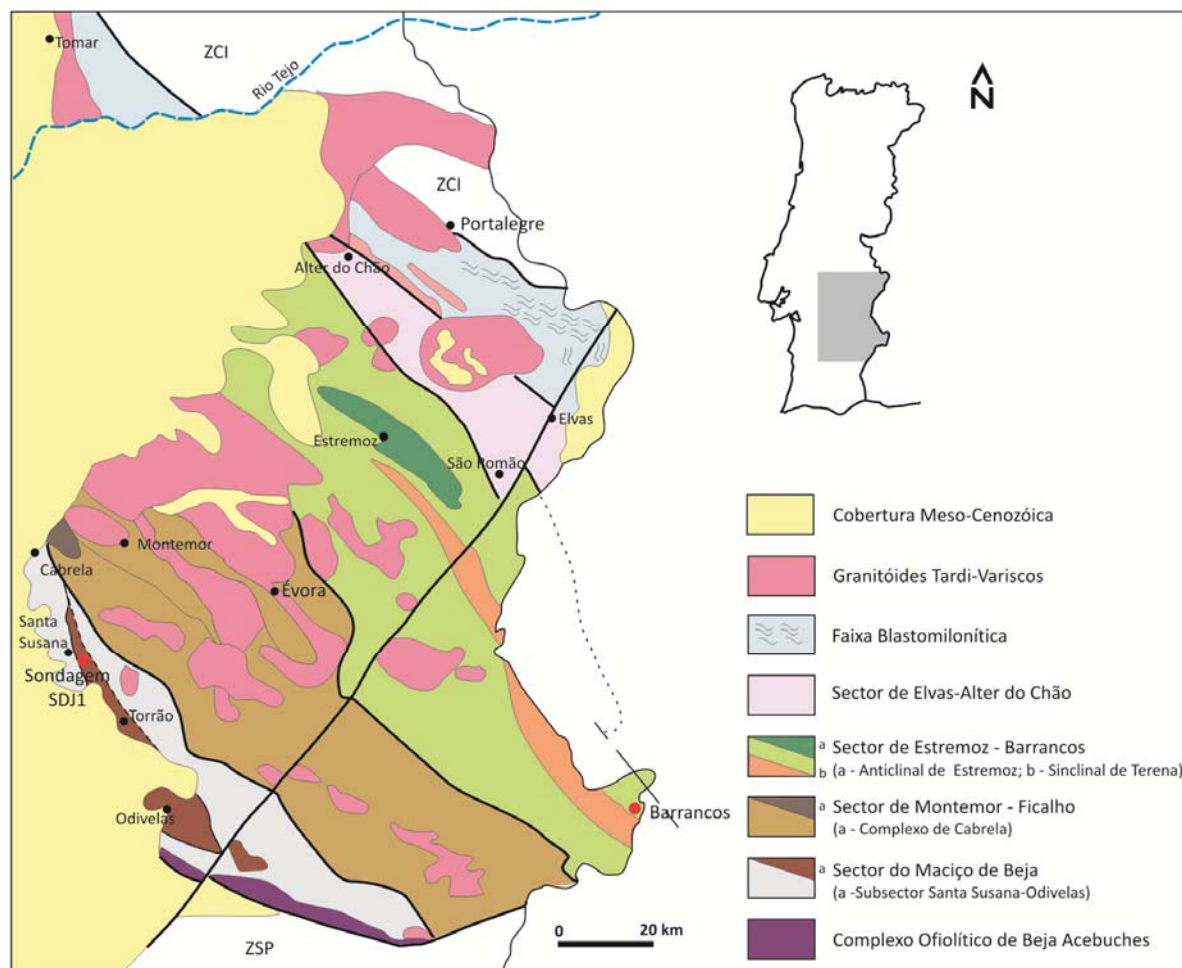 Tomar
ZCI
Rio Tejo
N
ZCI
Portalegre
Alter do Chão
Elvas
Estremoz
São Romão
Montemor
Cabrela
Évora
Santa
Susana
Sondagem
SDJ1
Torrão
Odivelas
Barrancos
ZSP
0
20 km
Cobertura Meso-Cenozóica
Granitóides Tardi-Variscos
Faixa Blastomilonítica
Sector de Elvas-Alter do Chão
a
b
Sector de Estremoz - Barrancos
(a - Anticlinal de Estremoz; b - Sinclinal de Terena)
a
Sector de Montemor - Ficalho
(a - Complexo de Cabrela)
a
Sector do Maciço de Beja
(a -Subsector Santa Susana-Odivelas)
Complexo Ofiolítico de Beja Acebuches